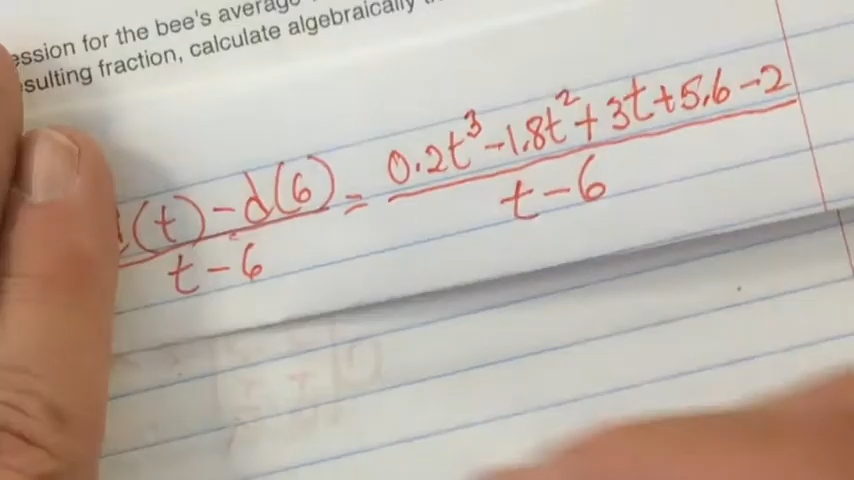 ession for the bee's average
sulting fraction, calculate algebraically
(t) - d(6) / t - 6 = 0.2t³ - 1.8t² + 3t + 5.6 - 2 / t - 6